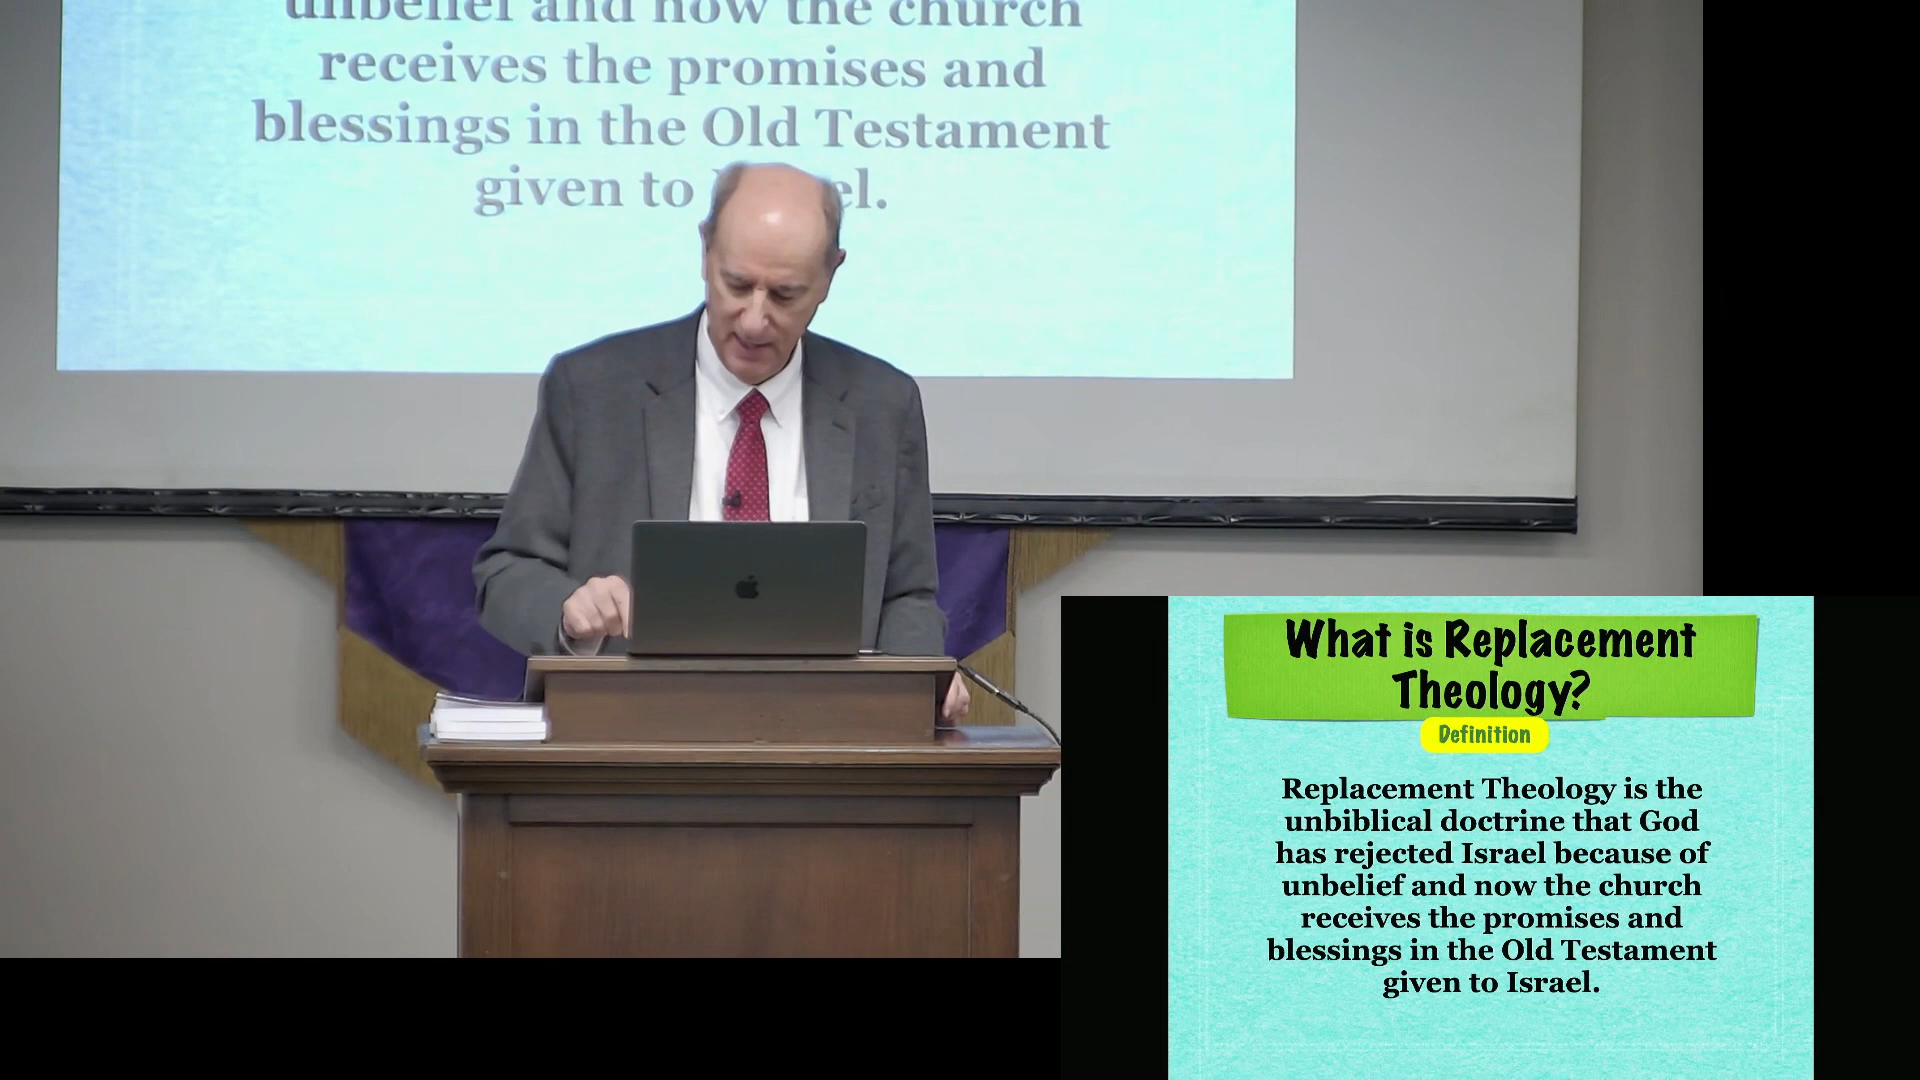 unbelief and now the church
receives the promises and
blessings in the Old Testament
given to el.
What is Replacement
Theology?
Definition
Replacement Theology is the
unbiblical doctrine that God
has rejected Israel because of
unbelief and now the church
receives the promises and
blessings in the Old Testament
given to Israel.